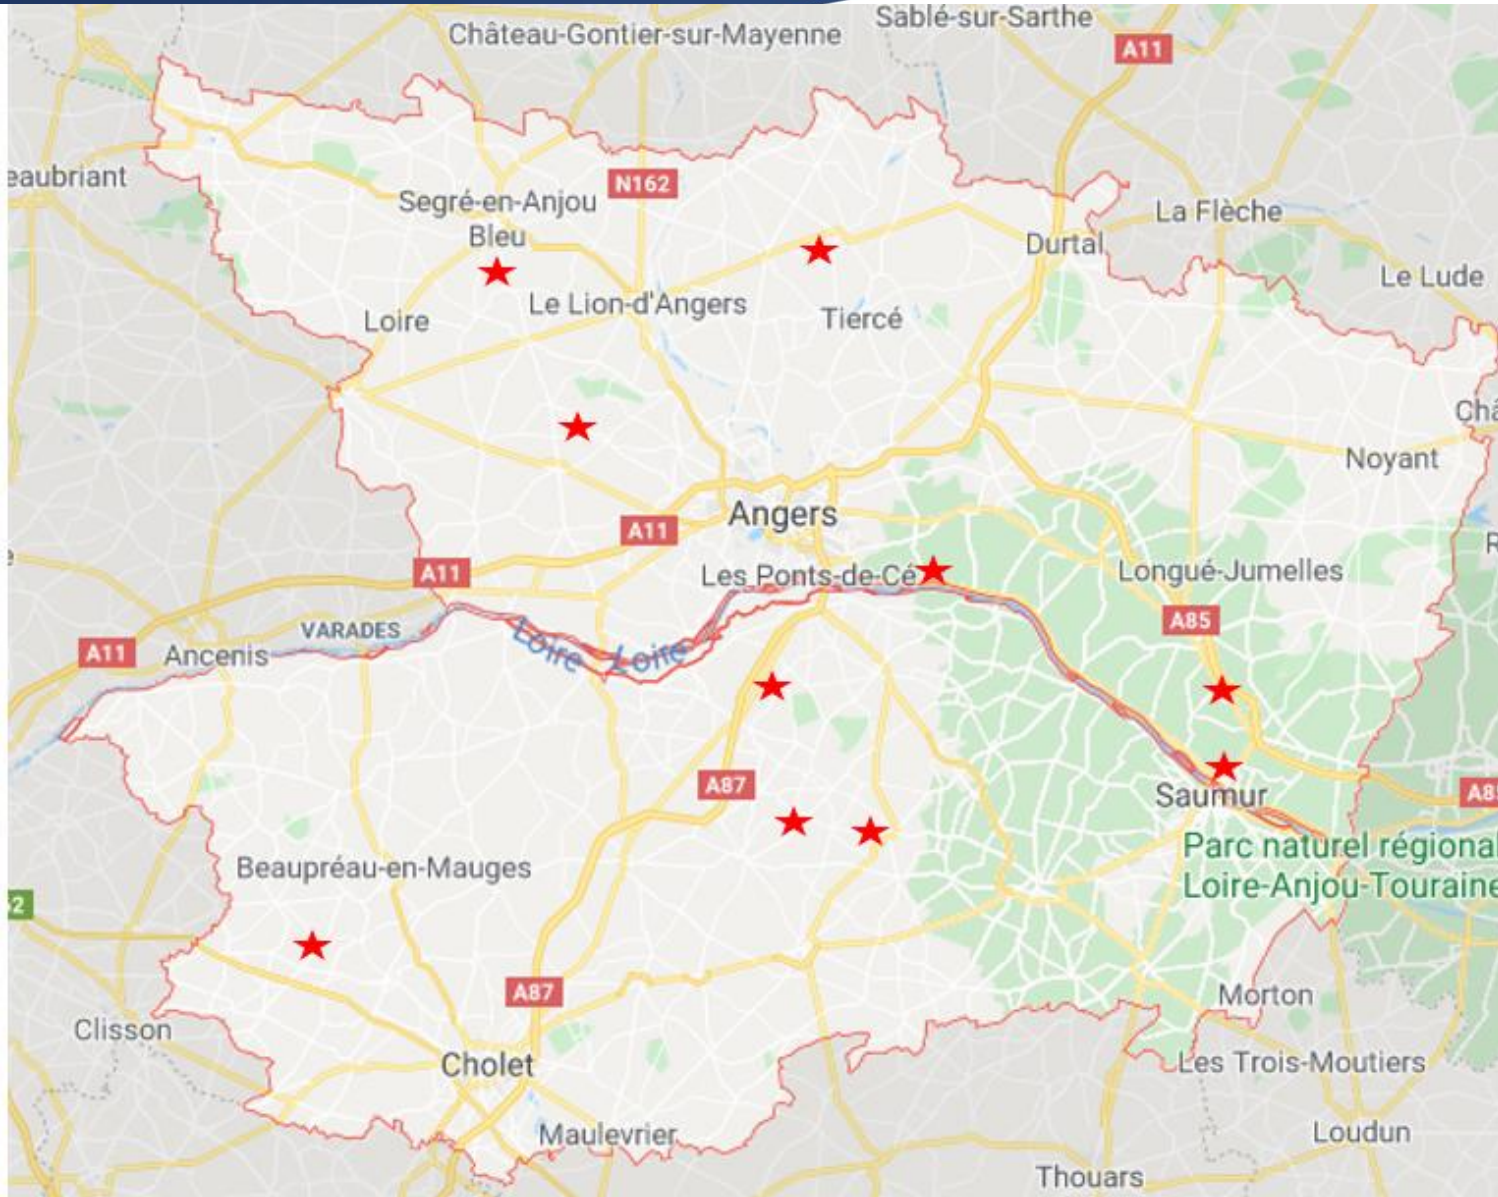 Château-Gontier-sur-Mayenne
Sablé-sur-Sarthe
A11
eaubriant
N162
Segré-en-Anjou
Bleu
La Flèche
Durtal
Le Lude
Le Lion-d'Angers
Loire
Tiercé
Châ
Noyant
Angers
A11
A11
Les Ponts-de-Cé
Longué-Jumelles
R
e
A85
VARADES
Loire
Loire
A11
Ancenis
A87
Saumur
A8
Parc naturel régional
Loire-Anjou-Touraine
Beaupréau-en-Mauges
2
A87
Morton
Clisson
Cholet
Les Trois-Moutiers
Maulevrier
Loudun
Thouars